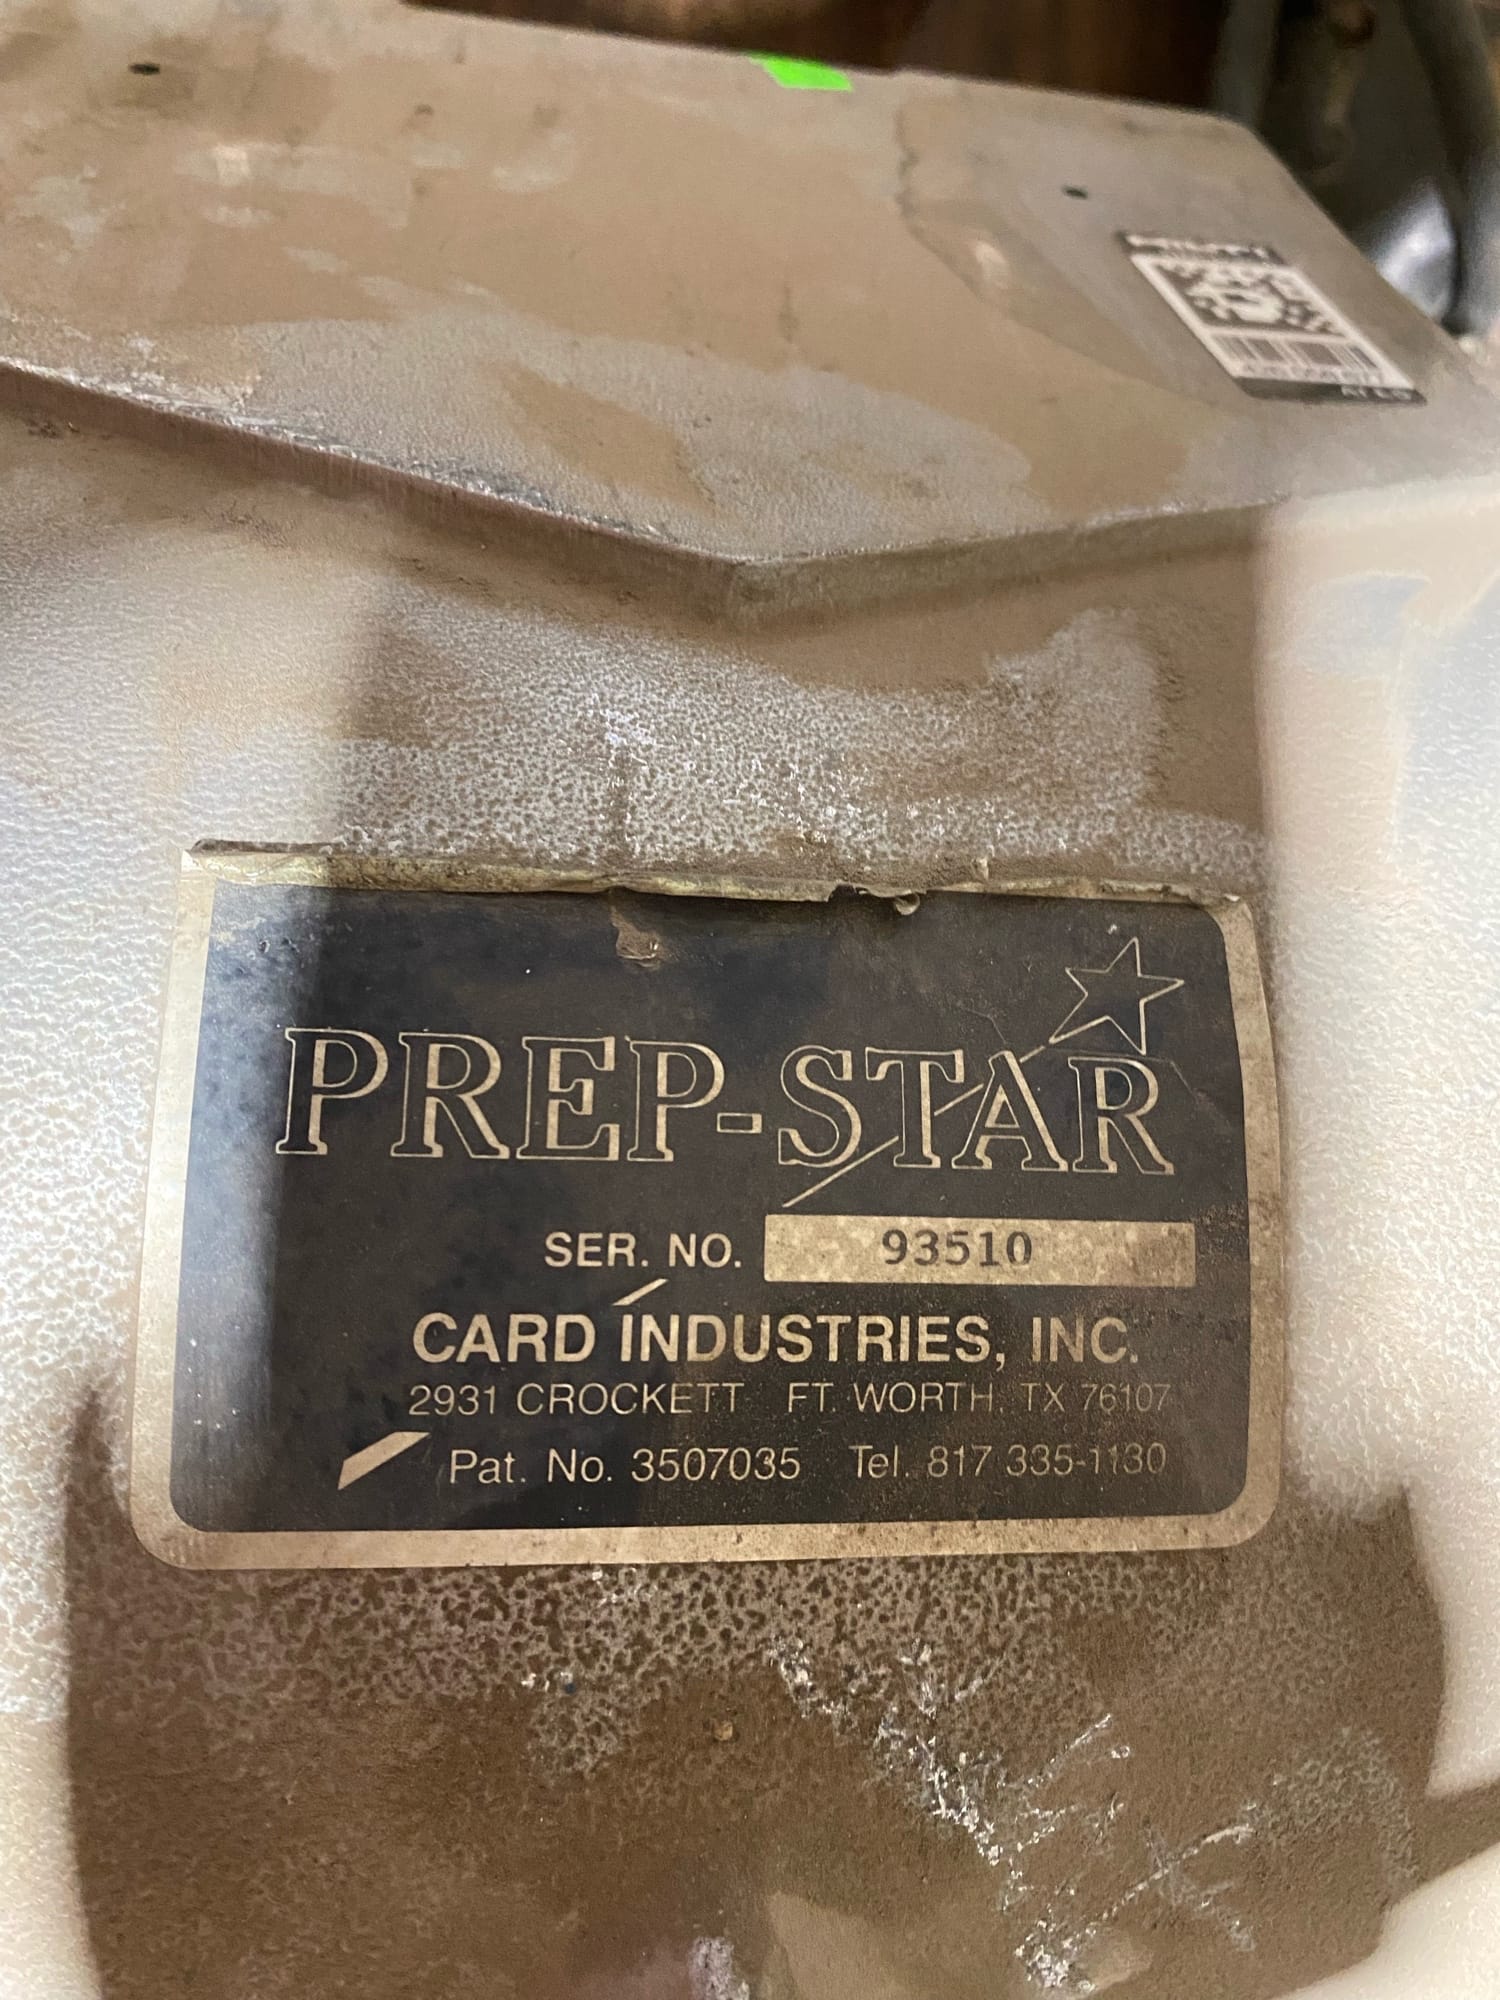 PREP-STAR
SER. NO. 93510
CARD INDUSTRIES, INC.
2931 CROCKETT FT. WORTH, TX 76107
Pat. No. 3507035 Tel. 817 335-1130